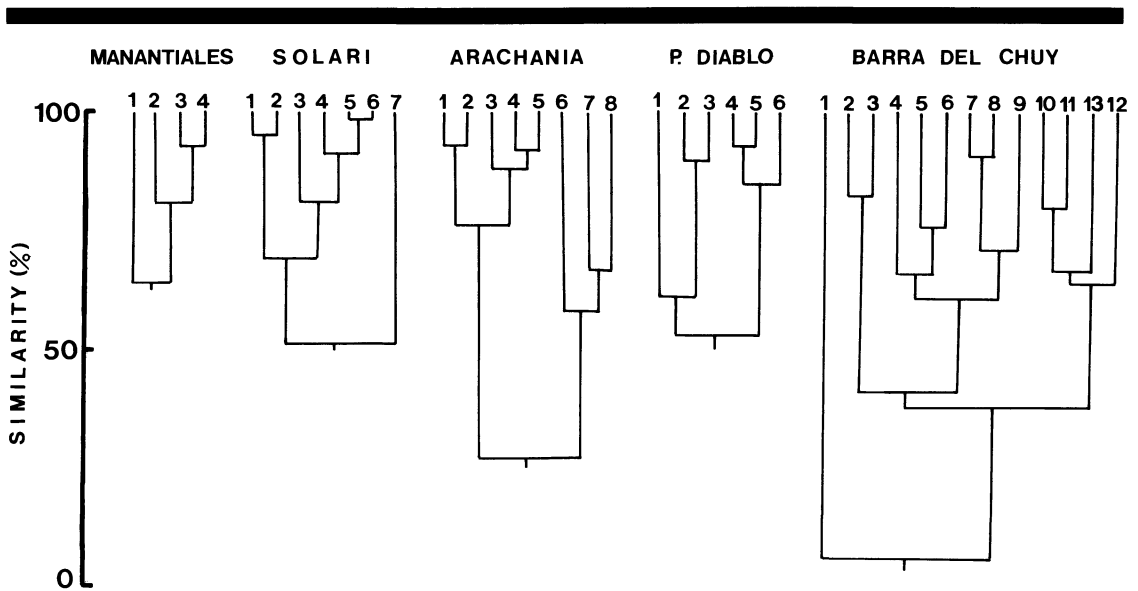 MANANTIALES SOLARI ARACHANIA P. DIABLO BARRA DEL CHUY
1 2 3 4 1 2 3 4 5 6 7 1 2 3 4 5 6 7 8 1 2 3 4 5 6 1 2 3 4 5 6 7 8 9 10 11 13 12
100
50
0
SIMILARITY (%)